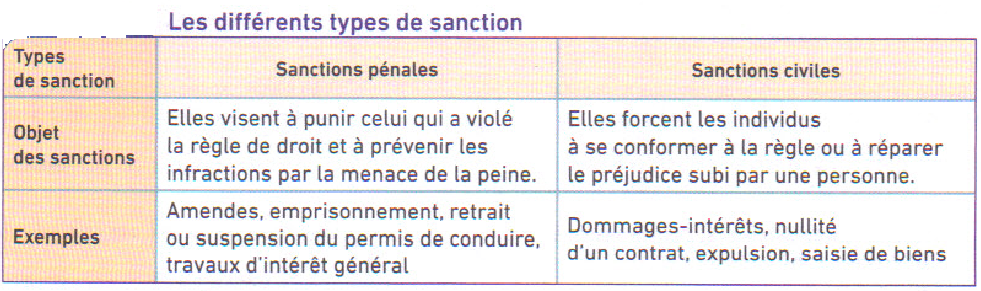 Les différents types de sanction
Types
de sanction
Sanctions pénales
Sanctions civiles
Objet
des sanctions
Elles visent à punir celui qui a violé
la règle de droit et à prévenir les
infractions par la menace de la peine.
Elles forcent les individus
à se conformer à la règle ou à réparer
le préjudice subi par une personne.
Exemples
Amendes, emprisonnement, retrait
ou suspension du permis de conduire,
travaux d'intérêt général
Dommages-intérêts, nullité
d'un contrat, expulsion, saisie de biens